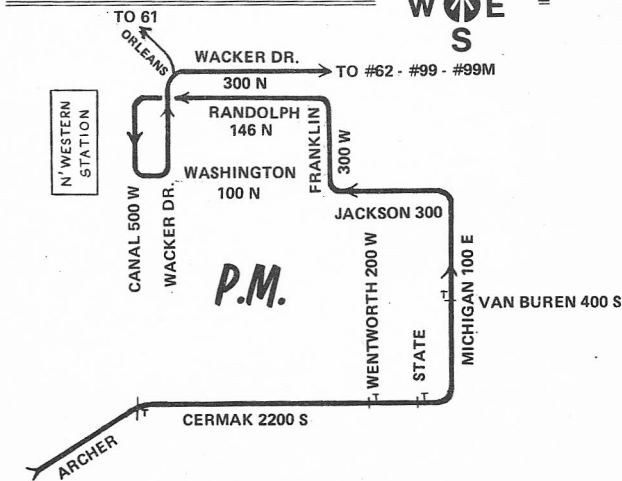 W E
S
TO 61
ORLEANS
WACKER DR.
300 N
TO #62 - #99 - #99M
RANDOLPH
146 N
N'WESTERN
STATION
WASHINGTON
100 N
FRANKLIN
300 W
CANAL 500 W
WACKER DR.
JACKSON 300
P.M.
WENTWORTH 200 W
STATE
MICHIGAN 100 E
T
VAN BUREN 400 S
T
T
T
CERMAK 2200 S
ARCHER